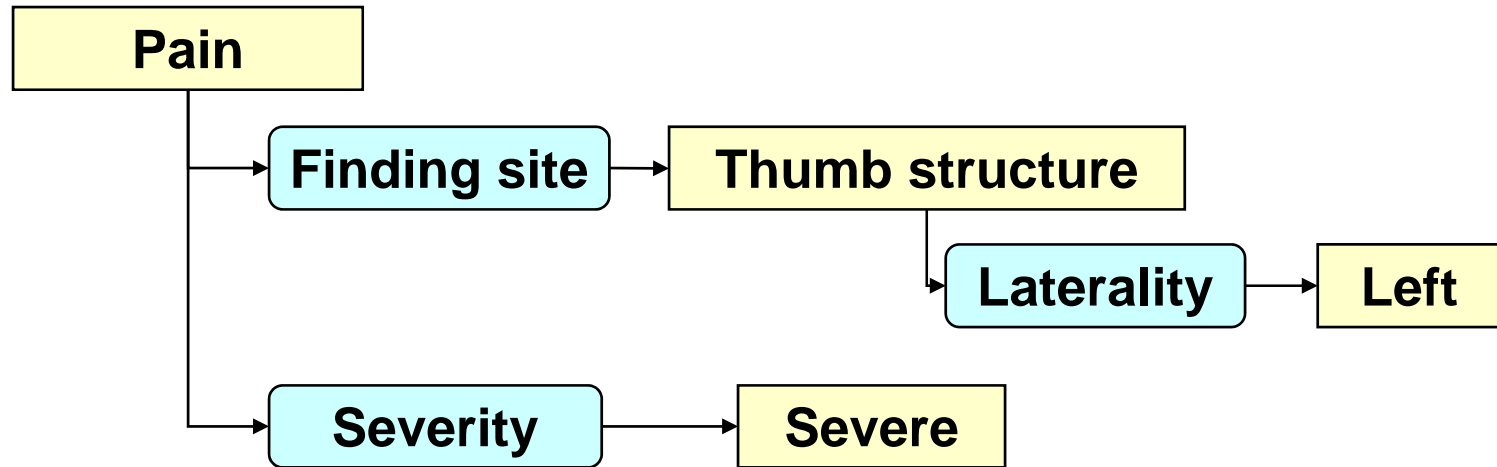 Pain
Finding site
Thumb structure
Laterality
Left
Severity
Severe